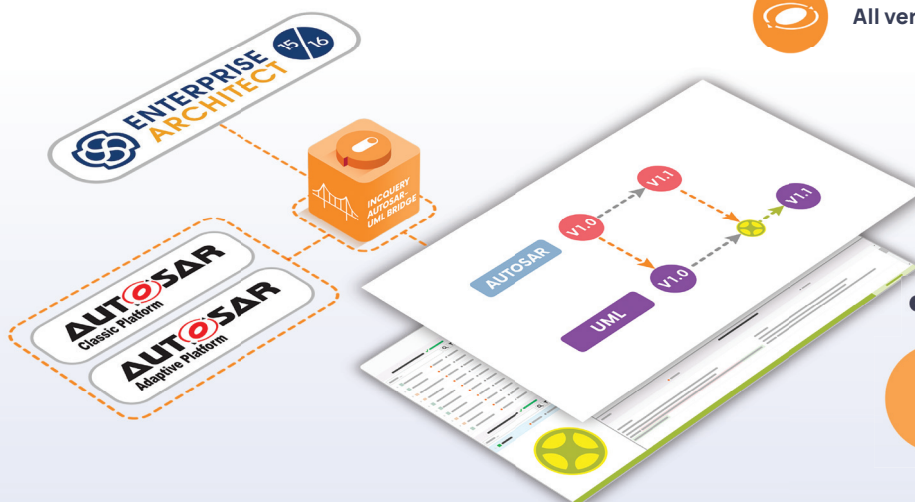 All ver
ENTERPRISE
ARCHITECT
15/16
INCQUERY
AUTOSAR-
UML BRIDGE
AUTOSAR
Classic Platform
AUTOSAR
Adaptive Platform
V1.1
V1.1
V1.0
AUTOSAR
V1.0
UML